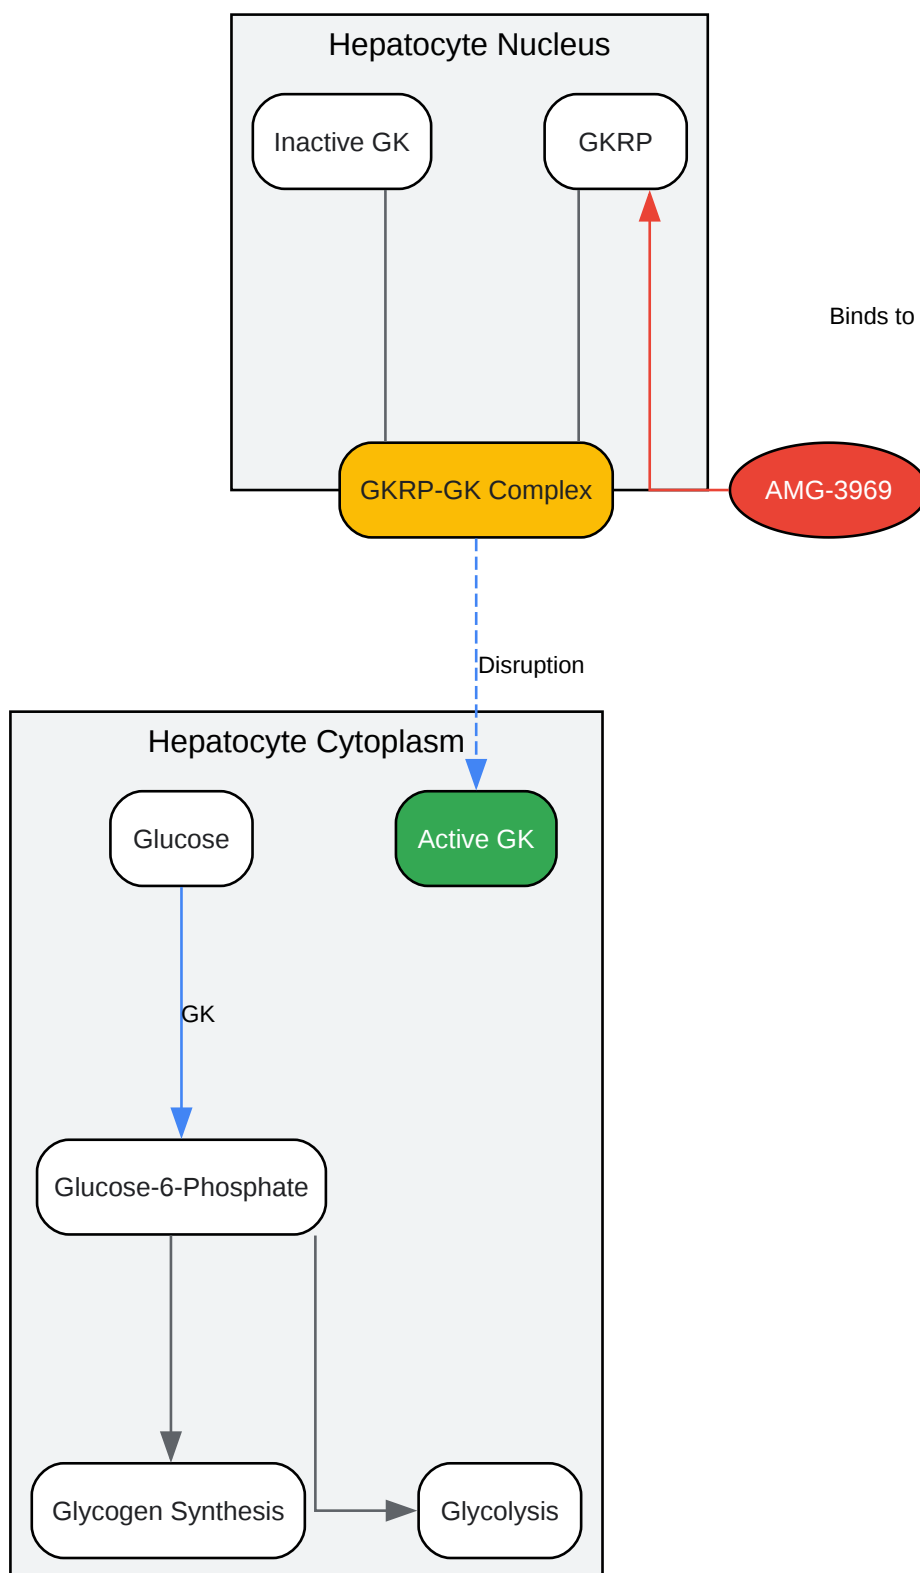 Hepatocyte Nucleus
Inactive GK
GKRP
Binds to
GKRP-GK Complex
AMG-3969
Disruption
Hepatocyte Cytoplasm
Glucose
Active GK
GK
Glucose-6-Phosphate
Glycogen Synthesis
Glycolysis